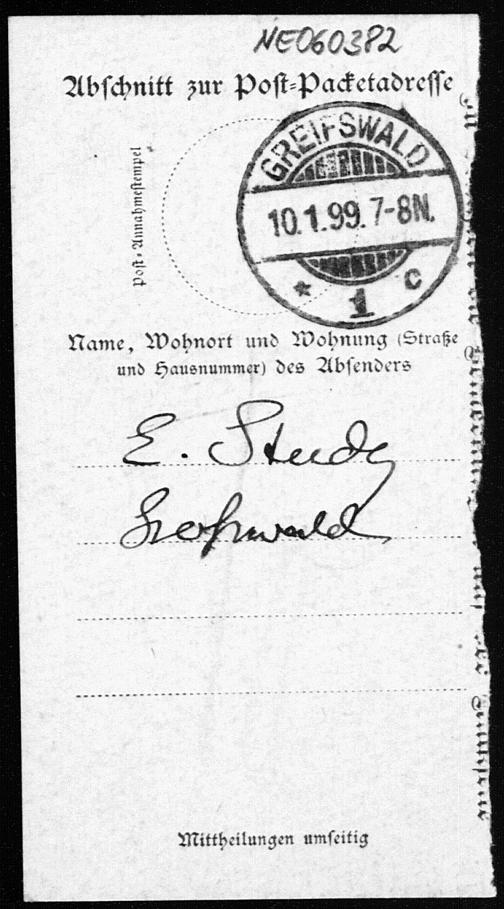 NE060382
Abschnitt zur Post-Packetadresse
Post-Annahmestempel
GREIFSWALD
10.1.99.7-8N.
* 1 c
Name, Wohnort und Wohnung (Straße
und Hausnummer) des Absenders
E. Study
Greifswald
Mittheilungen umseitig